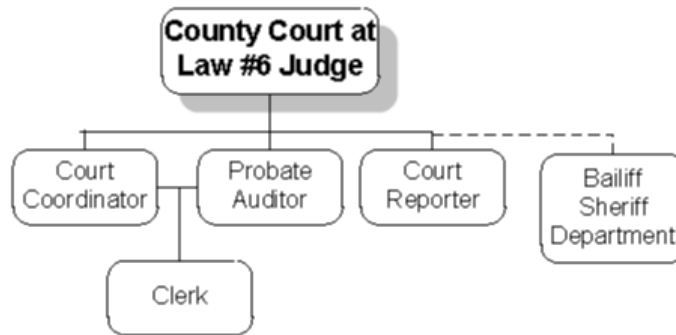 County Court at
Law #6 Judge
Court
Coordinator
Probate
Auditor
Court
Reporter
Bailiff
Sheriff
Department
Clerk